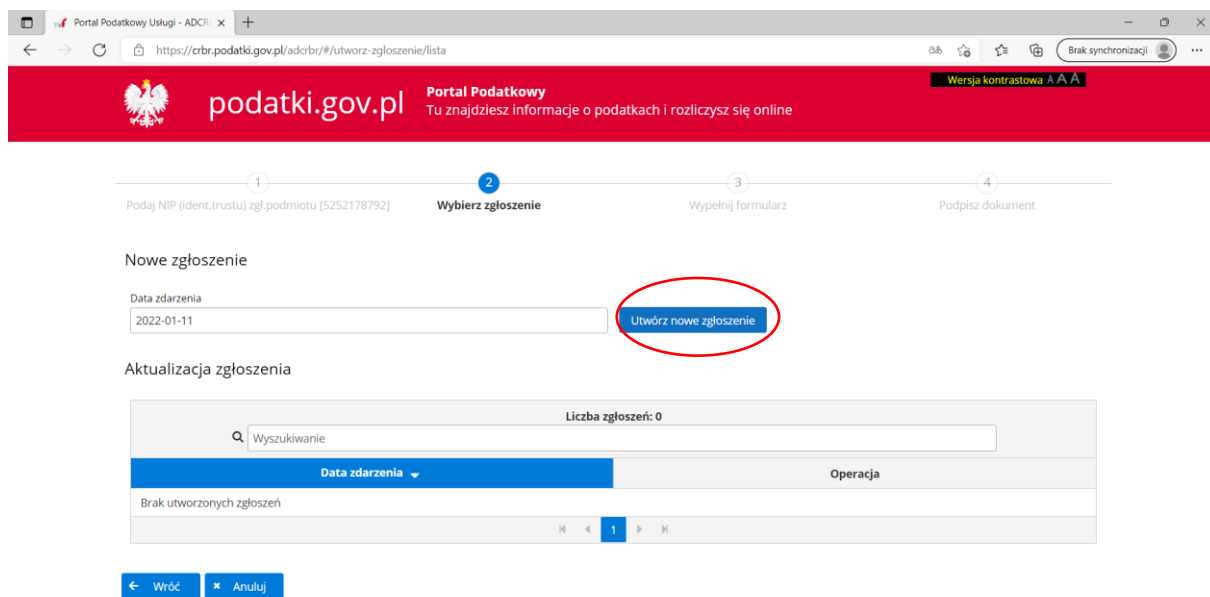 Portal Podatkowy Usługi - ADCR
https://crbr.podatki.gov.pl/adcrbr/#/utworz-zgloszenie/lista
Brak synchronizacji
podatki.gov.pl
Portal Podatkowy
Tu znajdziesz informacje o podatkach i rozliczysz się online
Wersja kontrastowa A A A
1
2
3
4
Podaj NIP (ident.trustu) zgł.podmiotu [5252178792]
Wybierz zgłoszenie
Wypełnij formularz
Podpisz dokument
Nowe zgłoszenie
Data zdarzenia
2022-01-11
Utwórz nowe zgłoszenie
Aktualizacja zgłoszenia
Liczba zgłoszeń: 0
Wyszukiwanie
Data zdarzenia
Operacja
Brak utworzonych zgłoszeń
1
Wróć
Anuluj